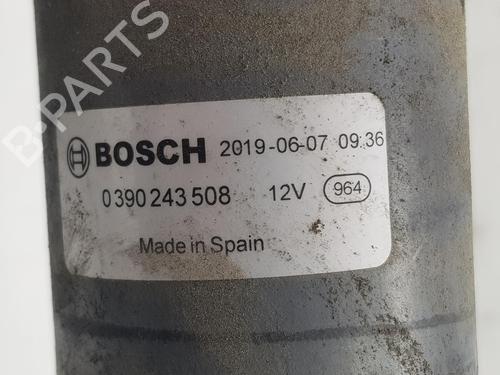 B-PARTS
BOSCH 2019-06-07 09:36
0 390 243 508 12V 964
Made in Spain